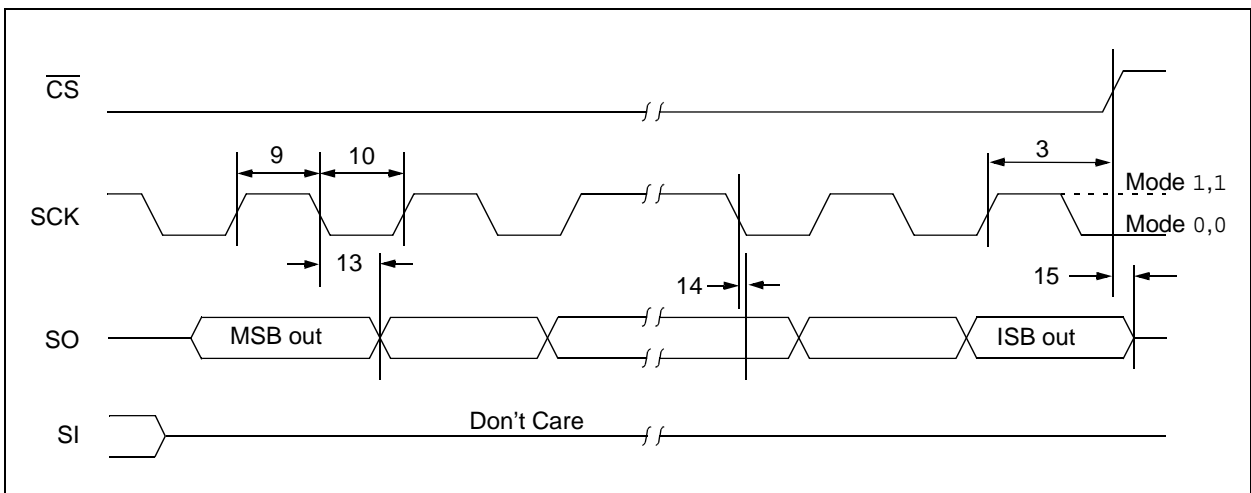 CS
9
10
3
SCK
Mode 1,1
Mode 0,0
13
14
15
SO
MSB out
ISB out
SI
Don't Care